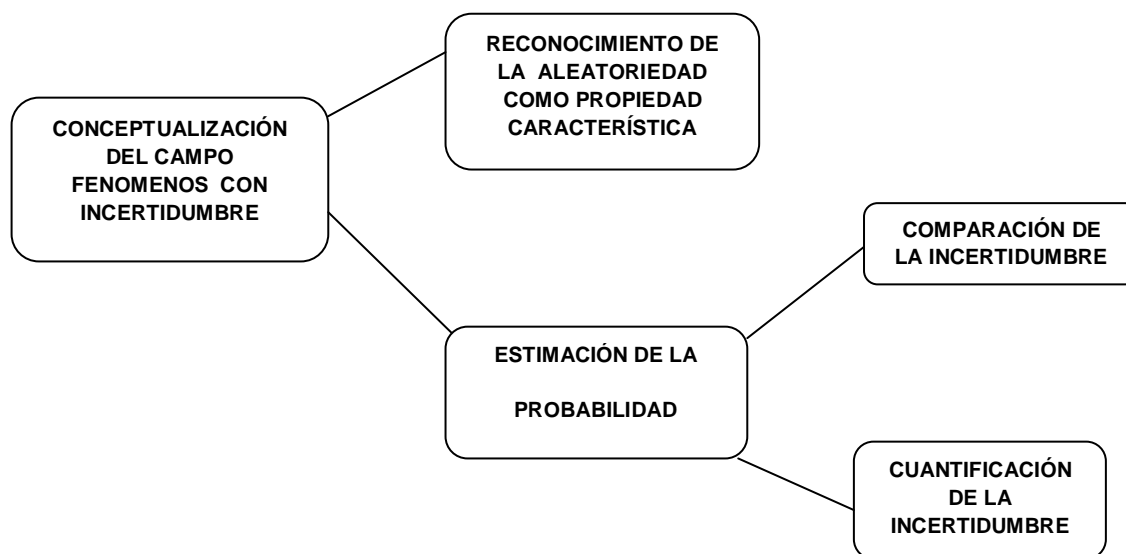 RECONOCIMIENTO DE
LA ALEATORIEDAD
COMO PROPIEDAD
CARACTERÍSTICA
CONCEPTUALIZACIÓN
DEL CAMPO
FENOMENOS CON
INCERTIDUMBRE
COMPARACIÓN DE
LA INCERTIDUMBRE
ESTIMACIÓN DE LA
PROBABILIDAD
CUANTIFICACIÓN
DE LA
INCERTIDUMBRE